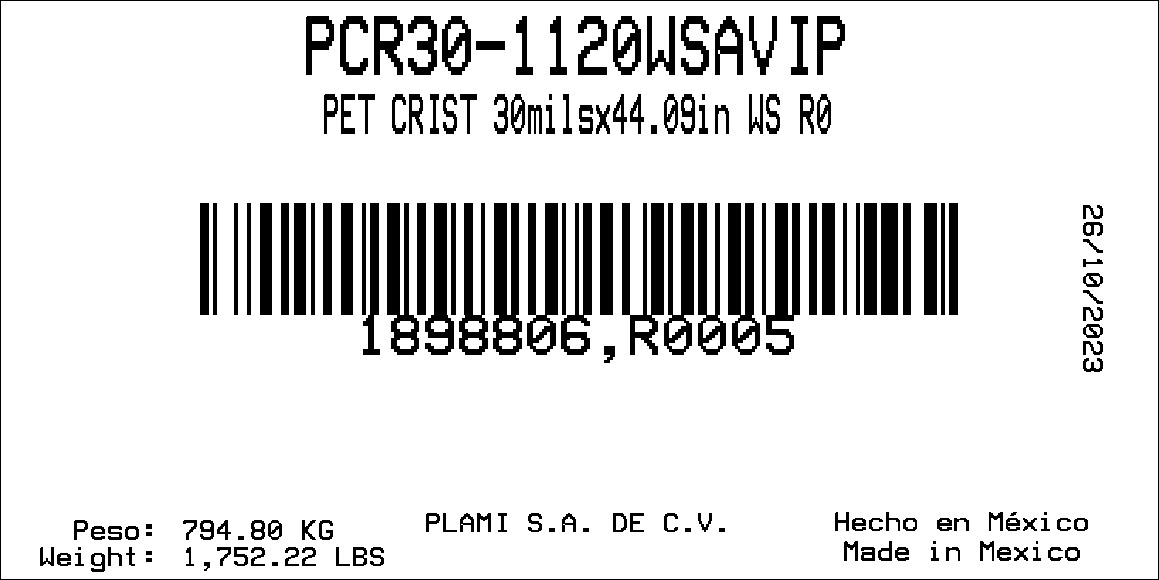 PCR30-1120WSAVIP
PET CRIST 30milsx44.09in WS R0
1898806,R0005
26/10/2023
Peso: 794.80 KG
Weight: 1,752.22 LBS
PLAMI S.A. DE C.V.
Hecho en México
Made in Mexico